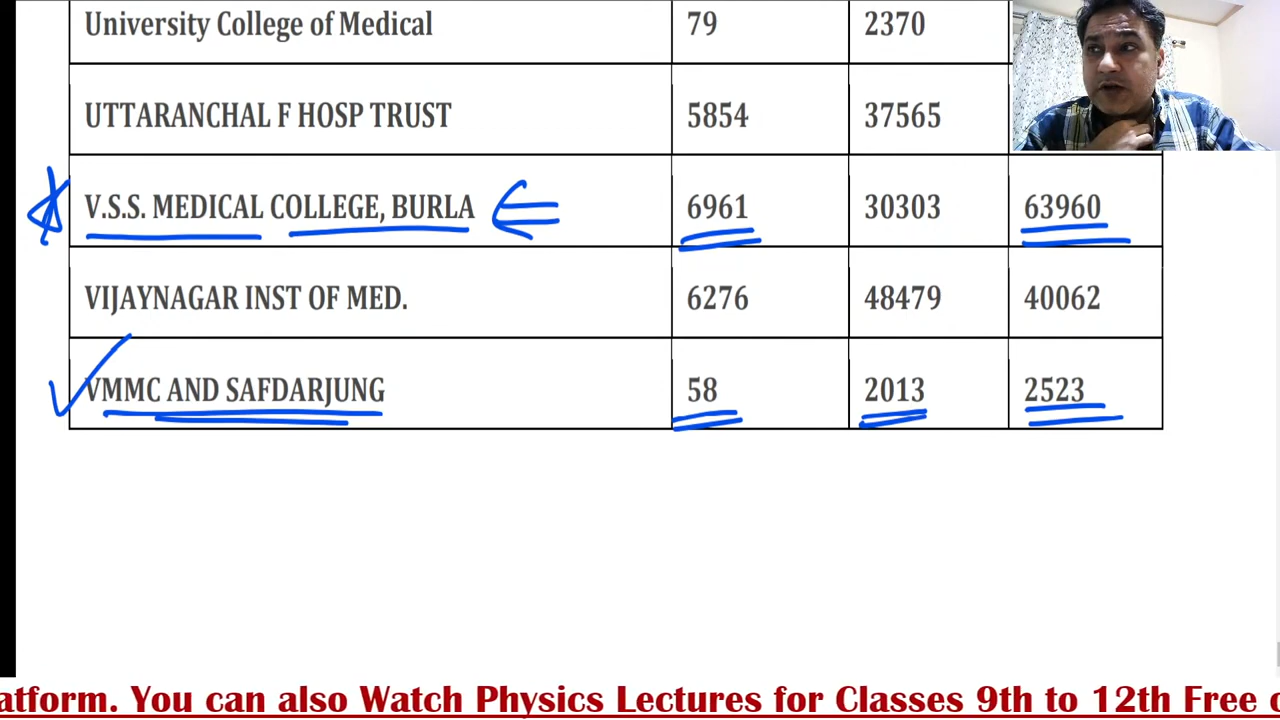 University College of Medical 79 2370
UTTARANCHAL F HOSP TRUST 5854 37565
V.S.S. MEDICAL COLLEGE, BURLA 6961 30303 63960
VIJAYNAGAR INST OF MED. 6276 48479 40062
VMMC AND SAFDARJUNG 58 2013 2523
atform. You can also Watch Physics Lectures for Classes 9th to 12th Free